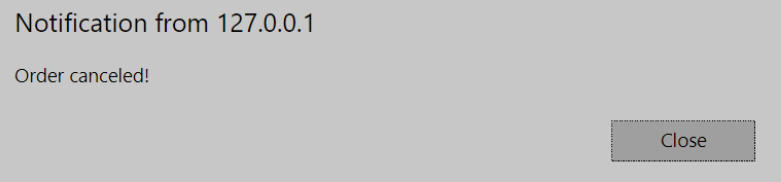 Notification from 127.0.0.1
Order canceled!
Close